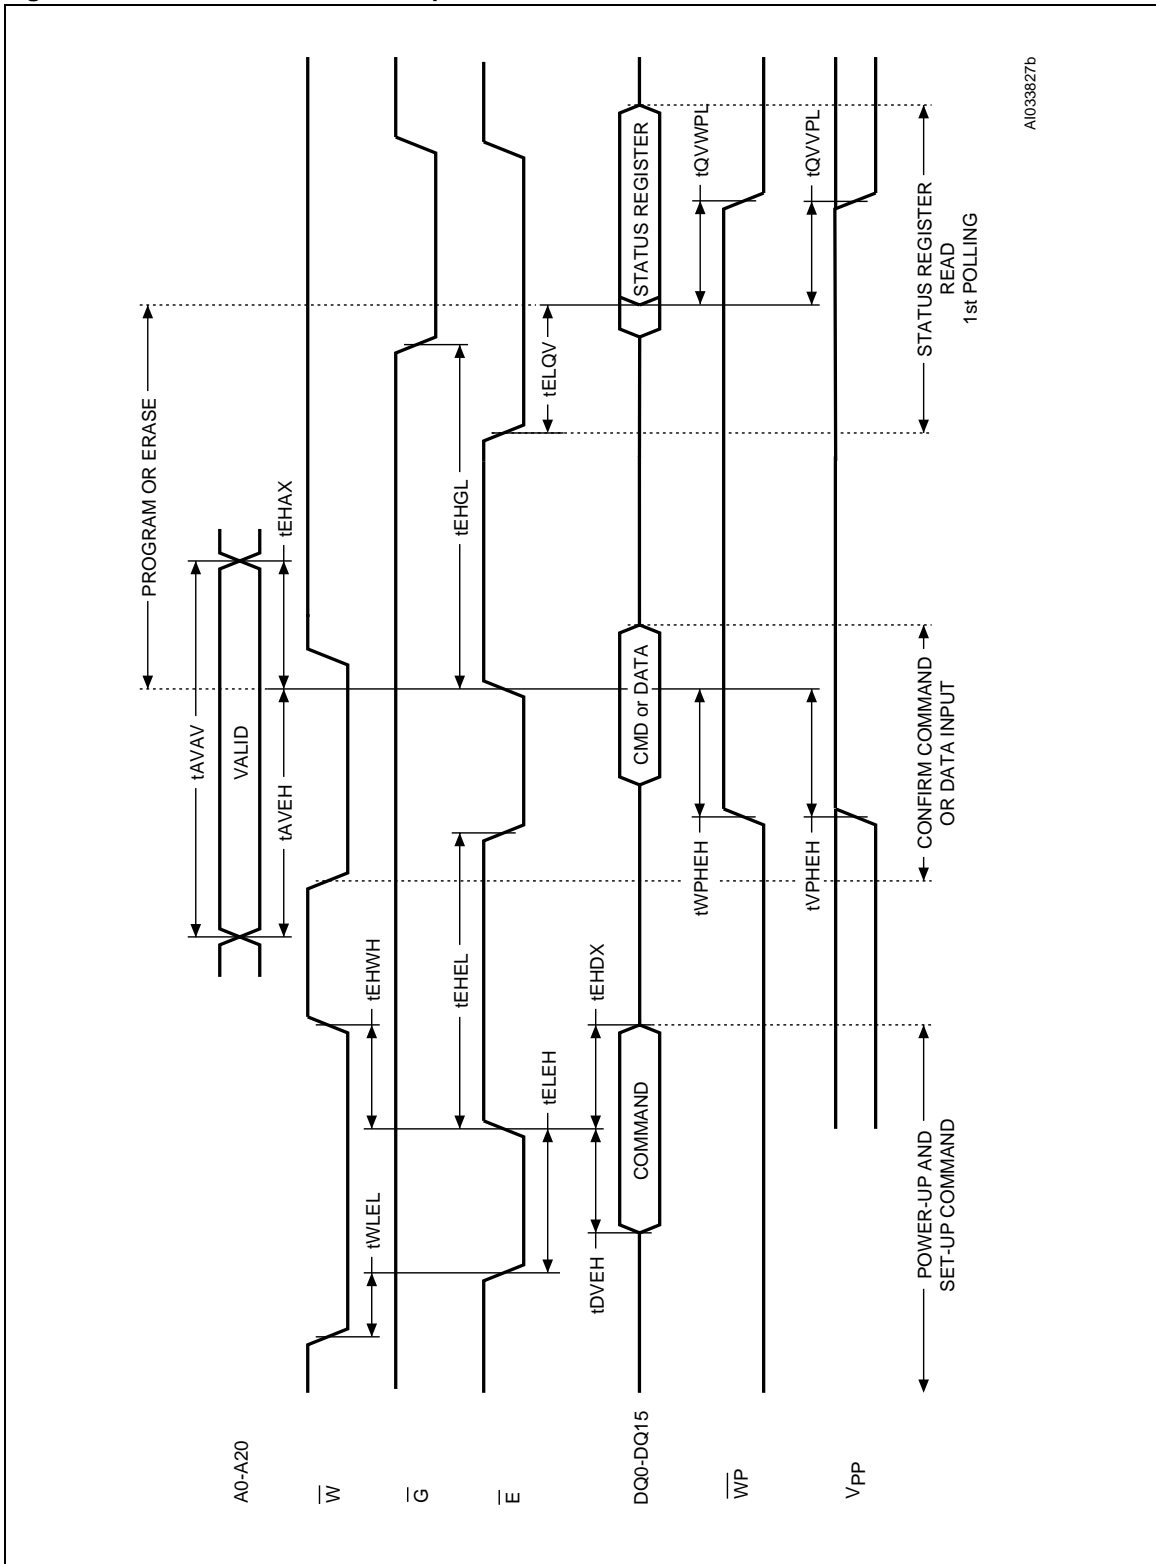 PROGRAM OR ERASE
tAVAV
A0-A20
VALID
tAVEH
tEHAX
W
tWLEL
tEHWH
G
tEHEL
tEHGL
E
tELEH
tELQV
tDVEH
tEHDX
DQ0-DQ15
COMMAND
CMD or DATA
STATUS REGISTER
tWPHEH
tQVWPL
WP
tVPHEH
tQVVPL
VPP
POWER-UP AND
SET-UP COMMAND
CONFIRM COMMAND
OR DATA INPUT
STATUS REGISTER
READ
1st POLLING
AI033827b